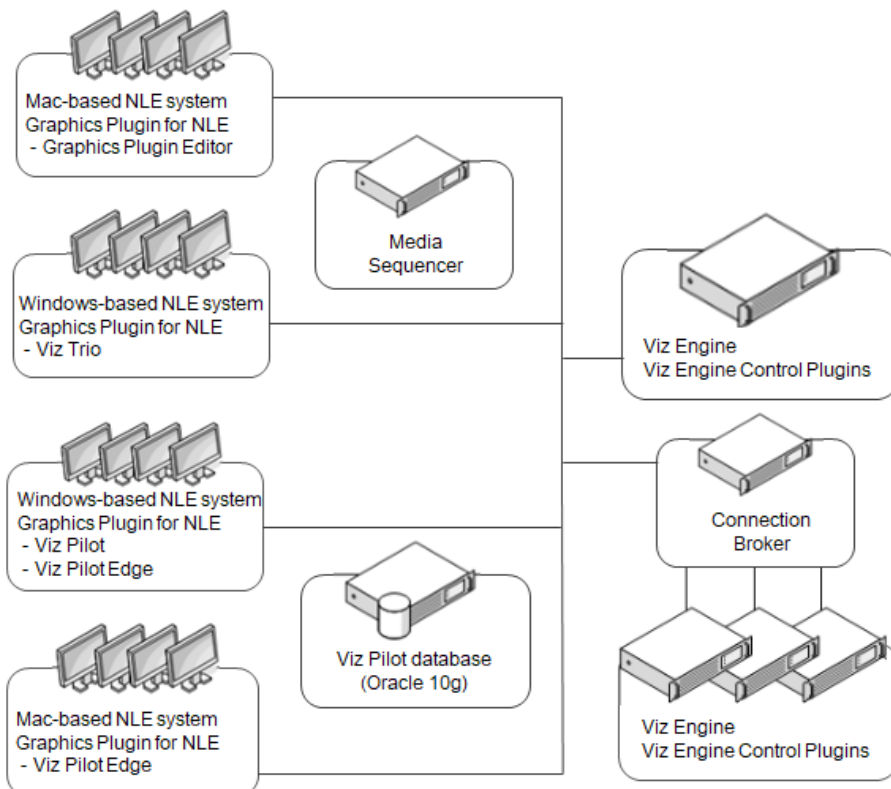 Mac-based NLE system
Graphics Plugin for NLE
- Graphics Plugin Editor
Media
Sequencer
Windows-based NLE system
Graphics Plugin for NLE
- Viz Trio
Viz Engine
Viz Engine Control Plugins
Windows-based NLE system
Graphics Plugin for NLE
- Viz Pilot
- Viz Pilot Edge
Connection
Broker
Viz Pilot database
(Oracle 10g)
Mac-based NLE system
Graphics Plugin for NLE
- Viz Pilot Edge
Viz Engine
Viz Engine Control Plugins